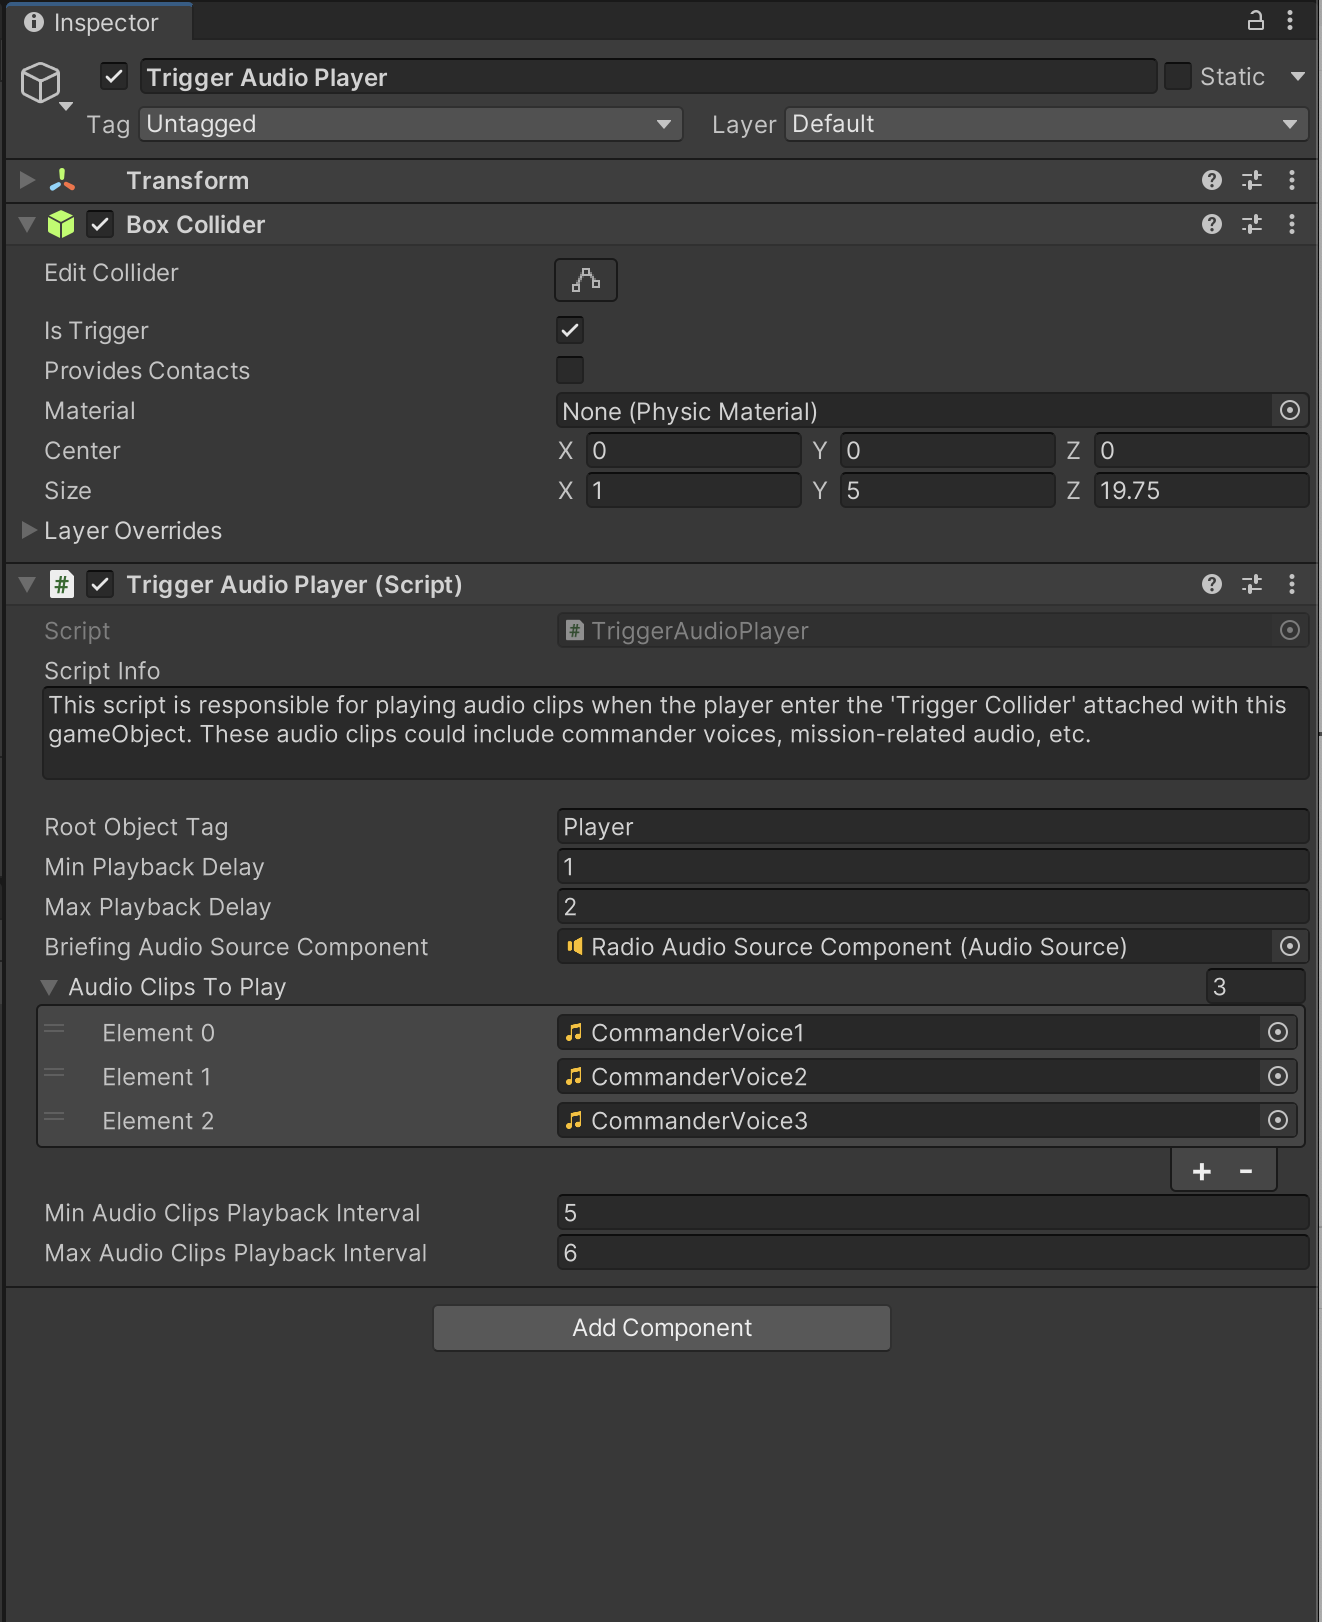 Inspector
Trigger Audio Player
Static
Tag Untagged Layer Default
Transform
Box Collider
Edit Collider
Is Trigger
Provides Contacts
Material None (Physic Material)
Center X 0 Y 0 Z 0
Size X 1 Y 5 Z 19.75
Layer Overrides
# Trigger Audio Player (Script)
Script # TriggerAudioPlayer
Script Info
This script is responsible for playing audio clips when the player enter the 'Trigger Collider' attached with this
gameObject. These audio clips could include commander voices, mission-related audio, etc.
Root Object Tag Player
Min Playback Delay 1
Max Playback Delay 2
Briefing Audio Source Component Radio Audio Source Component (Audio Source)
Audio Clips To Play 3
Element 0 CommanderVoice1
Element 1 CommanderVoice2
Element 2 CommanderVoice3
+ -
Min Audio Clips Playback Interval 5
Max Audio Clips Playback Interval 6
Add Component